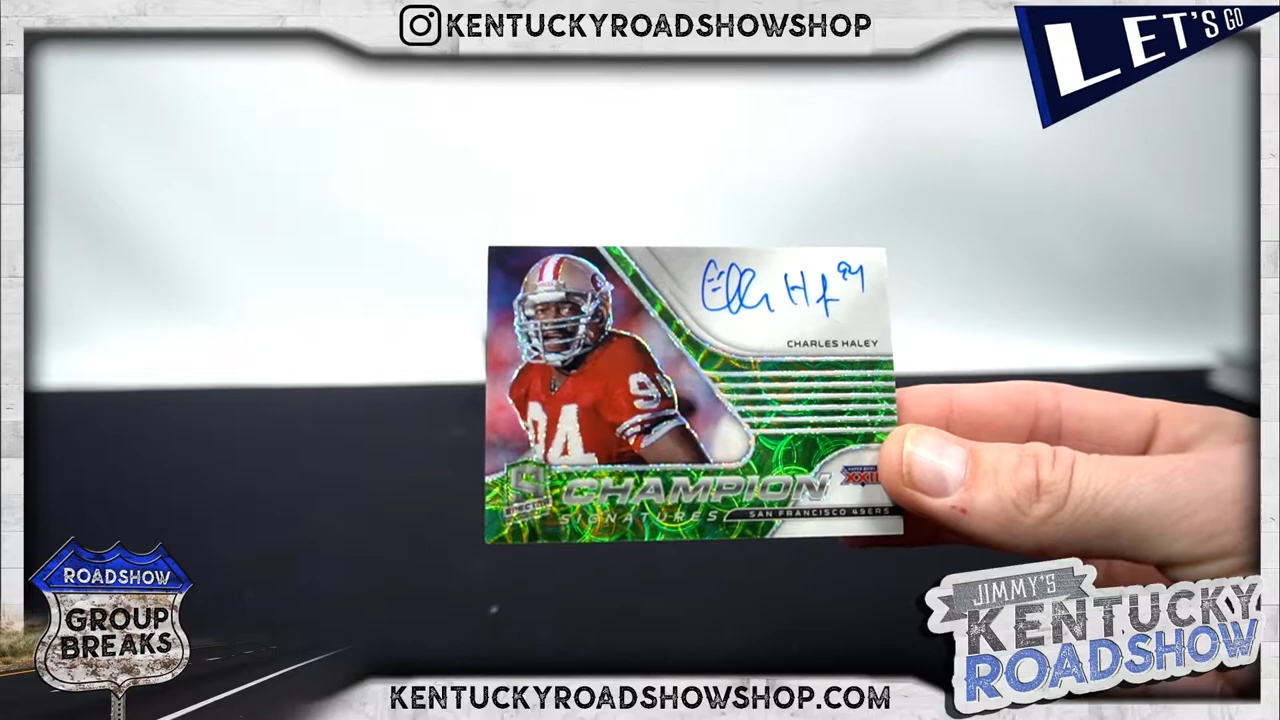 KENTUCKYROADSHOWSHOP
LET'S GO
94
CHARLES HALEY
94
CHAMPION
SIGNATURES
SAN FRANCISCO 49ERS
ROADSHOW
GROUP
BREAKS
JIMMY'S
KENTUCKY
ROADSHOW
KENTUCKYROADSHOWSHOP.COM